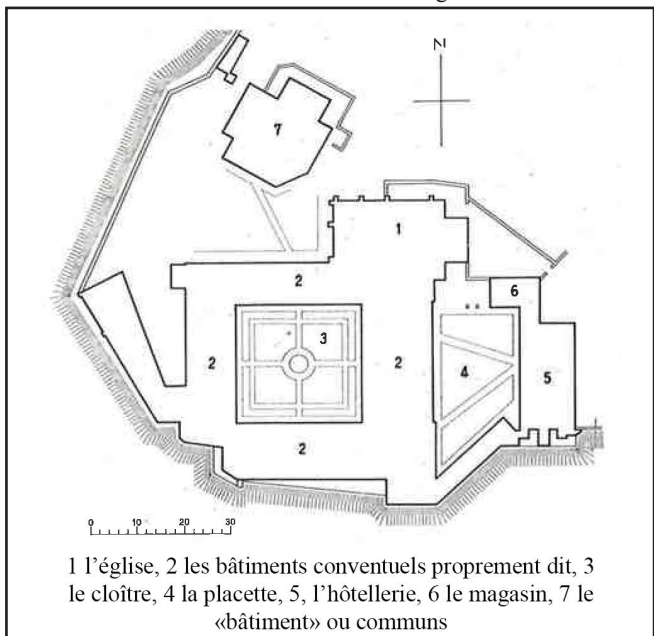 N
7
1
2
6
3
2
2
4
5
2
0 10 20 30
1 l’église, 2 les bâtiments conventuels proprement dit, 3
le cloître, 4 la placette, 5, l’hôtellerie, 6 le magasin, 7 le
«bâtiment» ou communs